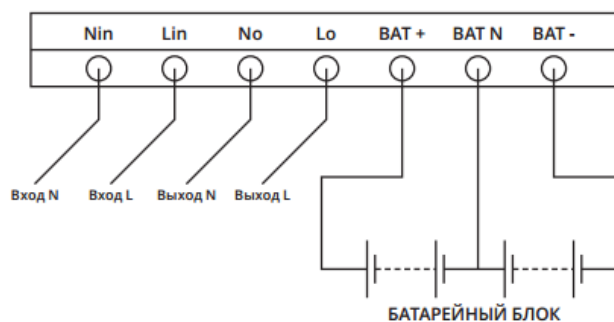 Nin Lin No Lo BAT + BAT N BAT -
Вход N Вход L Выход N Выход L
БАТАРЕЙНЫЙ БЛОК